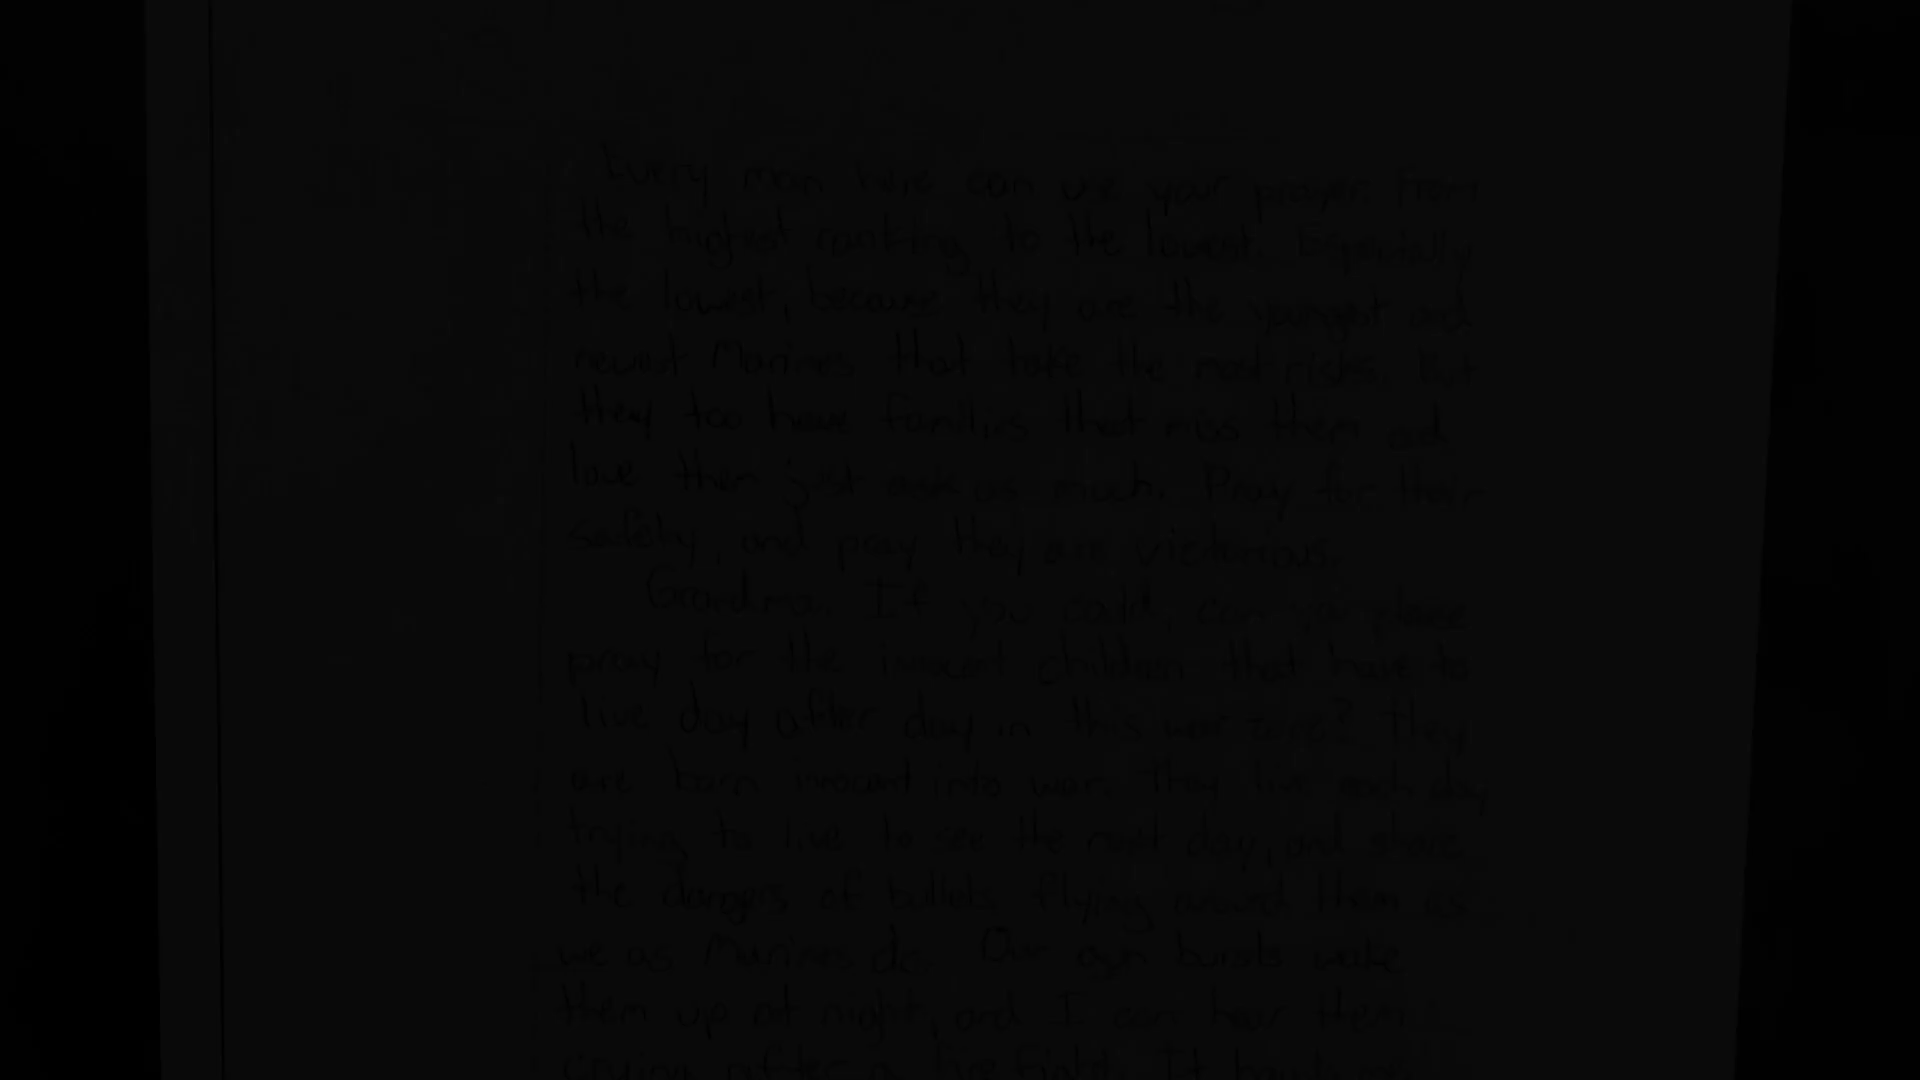 Every man here can use your prayer, from
the highest ranking to the lowest. Especially
the lowest, because they are the youngest and
newest Marines that take the most risks. But
they too have families that miss them and
love them just as much. Pray for their
safety, and pray they are victorious.
Grandma. If you could, can you please
pray for the innocent children that have to
live day after day in this war zone? They
are born innocent into war. They live each day
trying to live to see the next day, and share
the dangers of bullets flying around them as
we as Marines do. Our gun bursts wake
them up at night, and I can hear them
crying after a fire fight. It